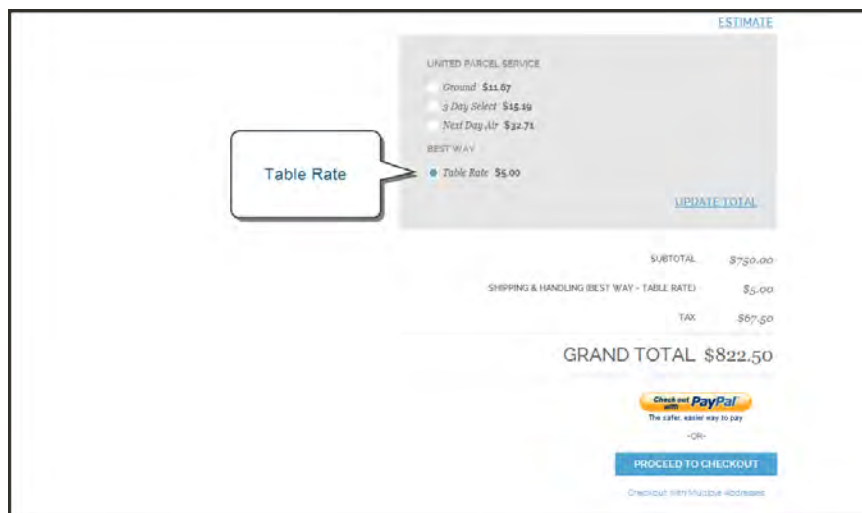 ESTIMATE
UNITED PARCEL SERVICE
Ground $11.67
3 Day Select $15.19
Next Day Air $32.71
BEST WAY
Table Rate
Table Rate $5.00
UPDATE TOTAL
SUBTOTAL $750.00
SHIPPING & HANDLING (BEST WAY - TABLE RATE) $5.00
TAX $67.50
GRAND TOTAL $822.50
Check out with PayPal
The safer, easier way to pay
-OR-
PROCEED TO CHECKOUT
Checkout with Multiple Addresses